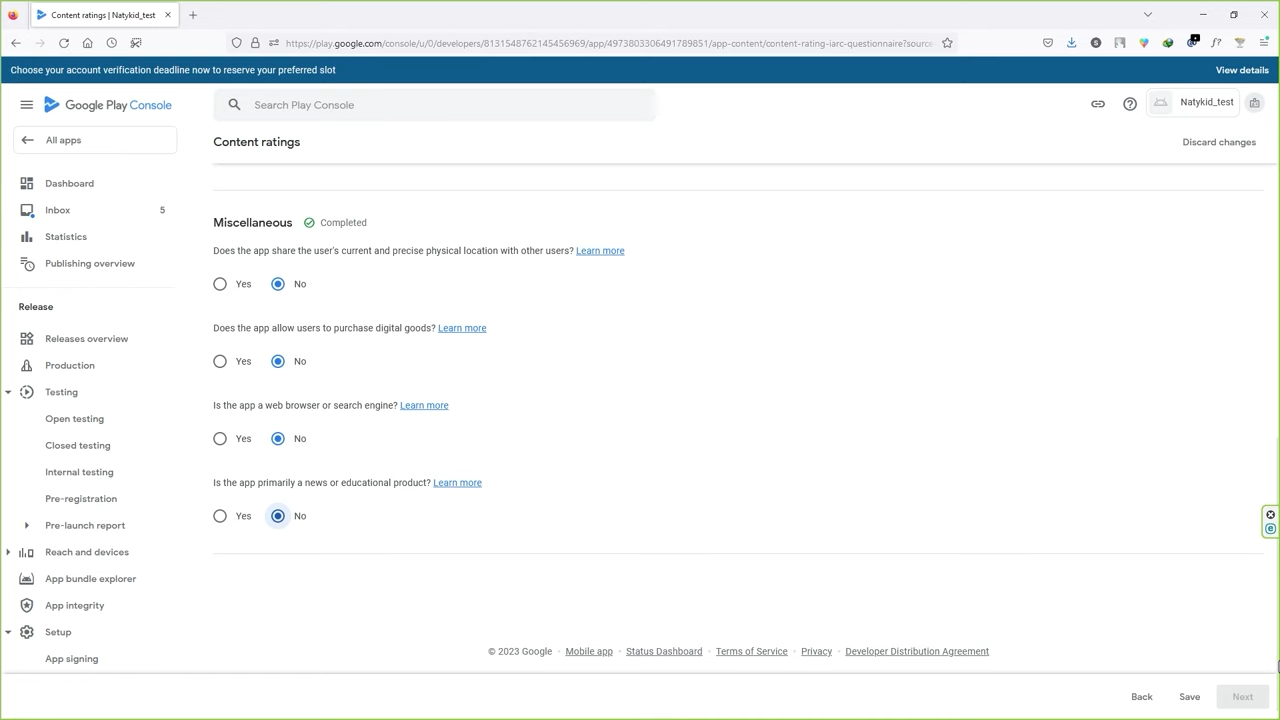 Content ratings | Natykid_test
https://play.google.com/console/u/0/developers/8131548762145456969/app/4973803306491789851/app-content/content-rating-iarc-questionnaire?source
Choose your account verification deadline now to reserve your preferred slot
View details
Google Play Console
Search Play Console
Natykid_test
All apps
Content ratings
Discard changes
Dashboard
Inbox
5
Statistics
Publishing overview
Release
Releases overview
Production
Testing
Open testing
Closed testing
Internal testing
Pre-registration
Pre-launch report
Reach and devices
App bundle explorer
App integrity
Setup
App signing
Miscellaneous
Completed
Does the app share the user's current and precise physical location with other users? Learn more
Yes
No
Does the app allow users to purchase digital goods? Learn more
Yes
No
Is the app a web browser or search engine? Learn more
Yes
No
Is the app primarily a news or educational product? Learn more
Yes
No
© 2023 Google · Mobile app · Status Dashboard · Terms of Service · Privacy · Developer Distribution Agreement
Back
Save
Next